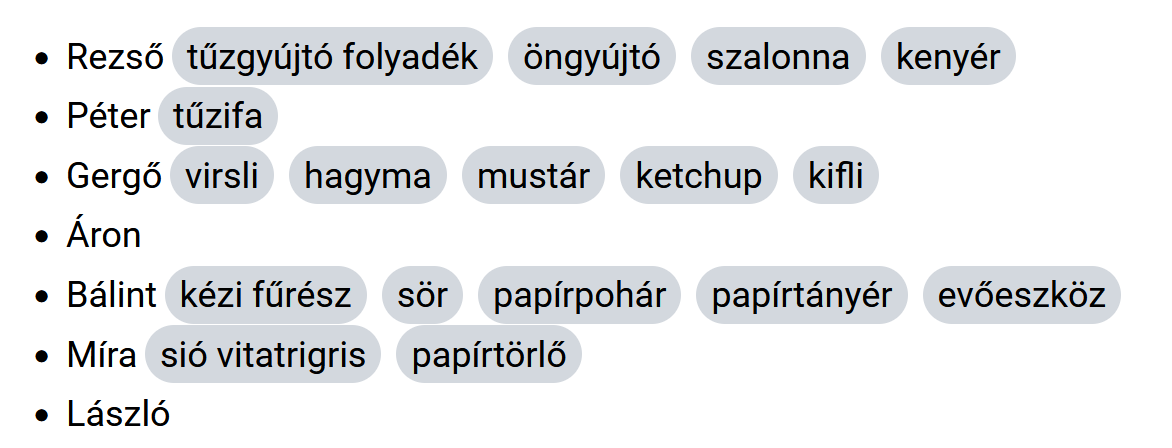 • Rezső tűzgyújtó folyadék öngyújtó szalonna kenyér
• Péter tűzifa
• Gergő virsli hagyma mustár ketchup kifli
• Áron
• Bálint kézi fűrész sör papírpohár papírtányér evőeszköz
• Míra sió vitatrigris papírtörlő
• László